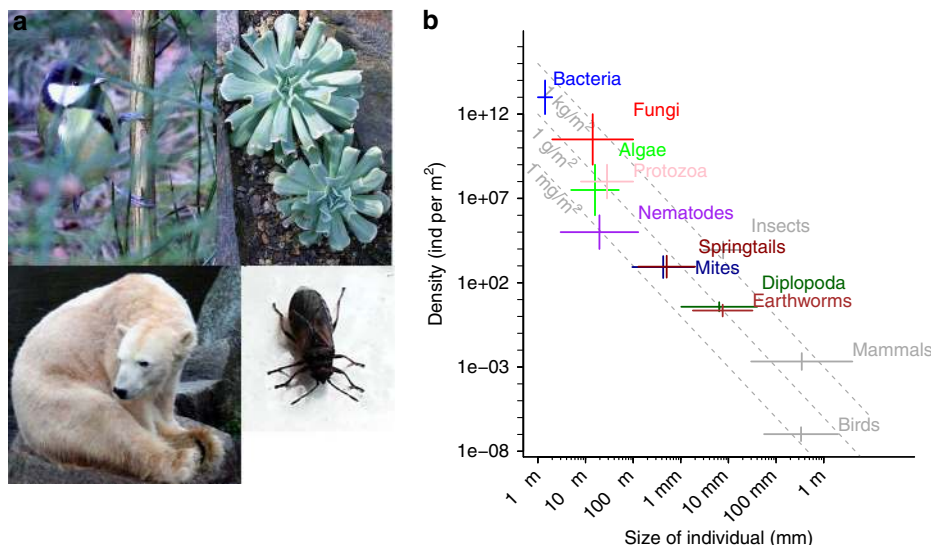 a
b
Density (ind per m²)
1e+12
1e+07
1e+02
1e−03
1e−08
Bacteria
Fungi
Algae
Protozoa
Nematodes
Insects
Springtails
Mites
Diplopoda
Earthworms
Mammals
Birds
1 kg/m²
1 g/m²
1 mg/m²
1 m
10 m
100 m
1 mm
10 mm
100 mm
1 m
Size of individual (mm)